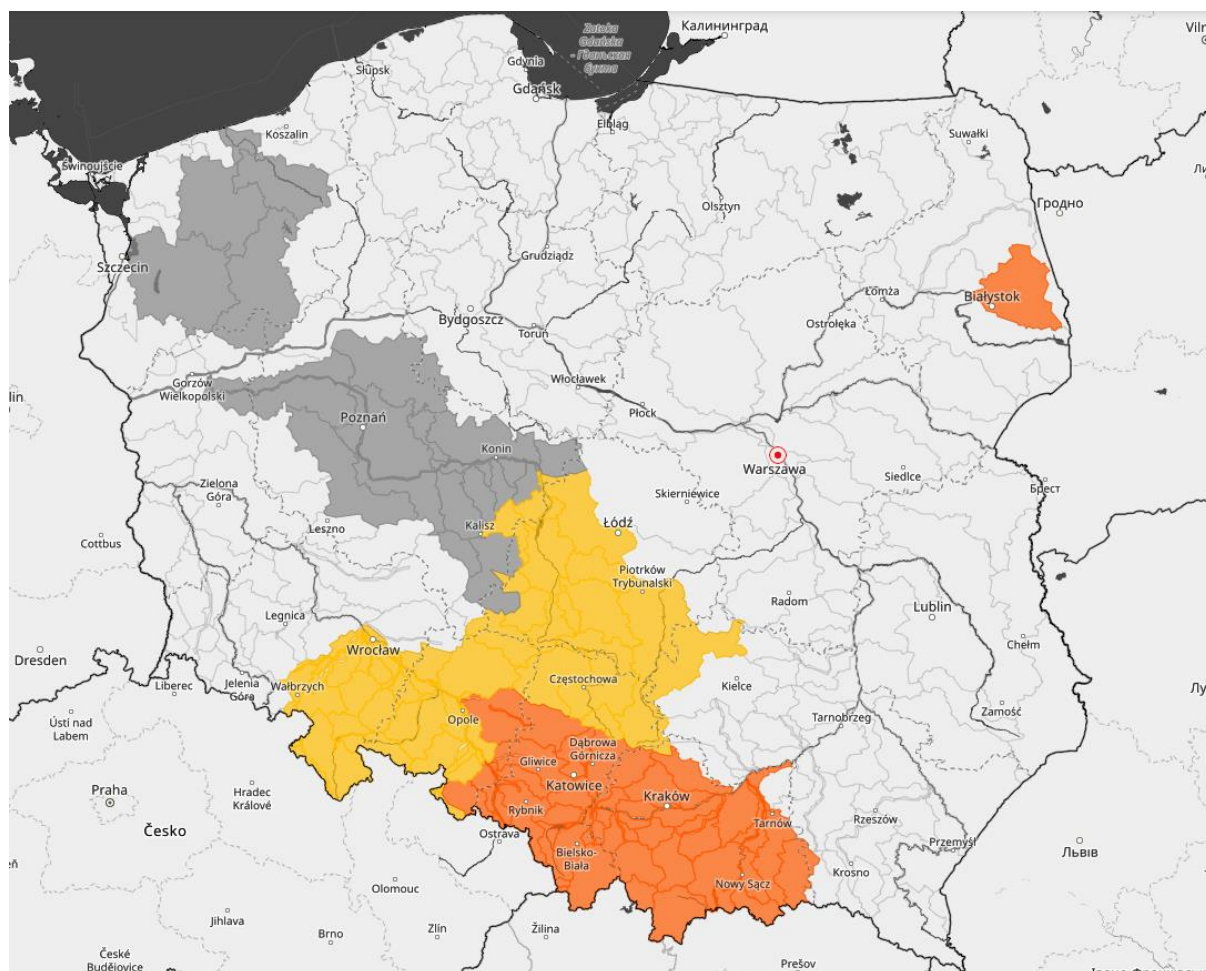 Калининград
Viln
Zatoka
Gdańska
- Гданьская
бухта
Gdynia
Słupsk
Gdańsk
Elbląg
Koszalin
Suwałki
Świnoujście
Гродно
Olsztyn
Szczecin
Grudziądz
Łomża
Białystok
Bydgoszcz
Toruń
Ostrołęka
Gorzów
Wielkopolski
Włocławek
lin
Płock
Poznań
Konin
Warszawa
Siedlce
Брест
Zielona
Góra
Skierniewice
Leszno
Kalisz
Łódź
Cottbus
Piotrków
Trybunalski
Radom
Lublin
Legnica
Chełm
Wrocław
Dresden
Liberec
Jelenia
Góra
Wałbrzych
Częstochowa
Kielce
Лу
Ústí nad
Labem
Opole
Tarnobrzeg
Zamość
Dąbrowa
Górnicza
Gliwice
Katowice
Praha
Hradec
Králové
Rybnik
Kraków
Tarnów
Rzeszów
Česko
Ostrava
Przemyśl
Львів
Bielsko-
Biała
eň
Krosno
Nowy Sącz
Olomouc
Jihlava
Zlín
Žilina
Brno
České
Budějovice
Prešov